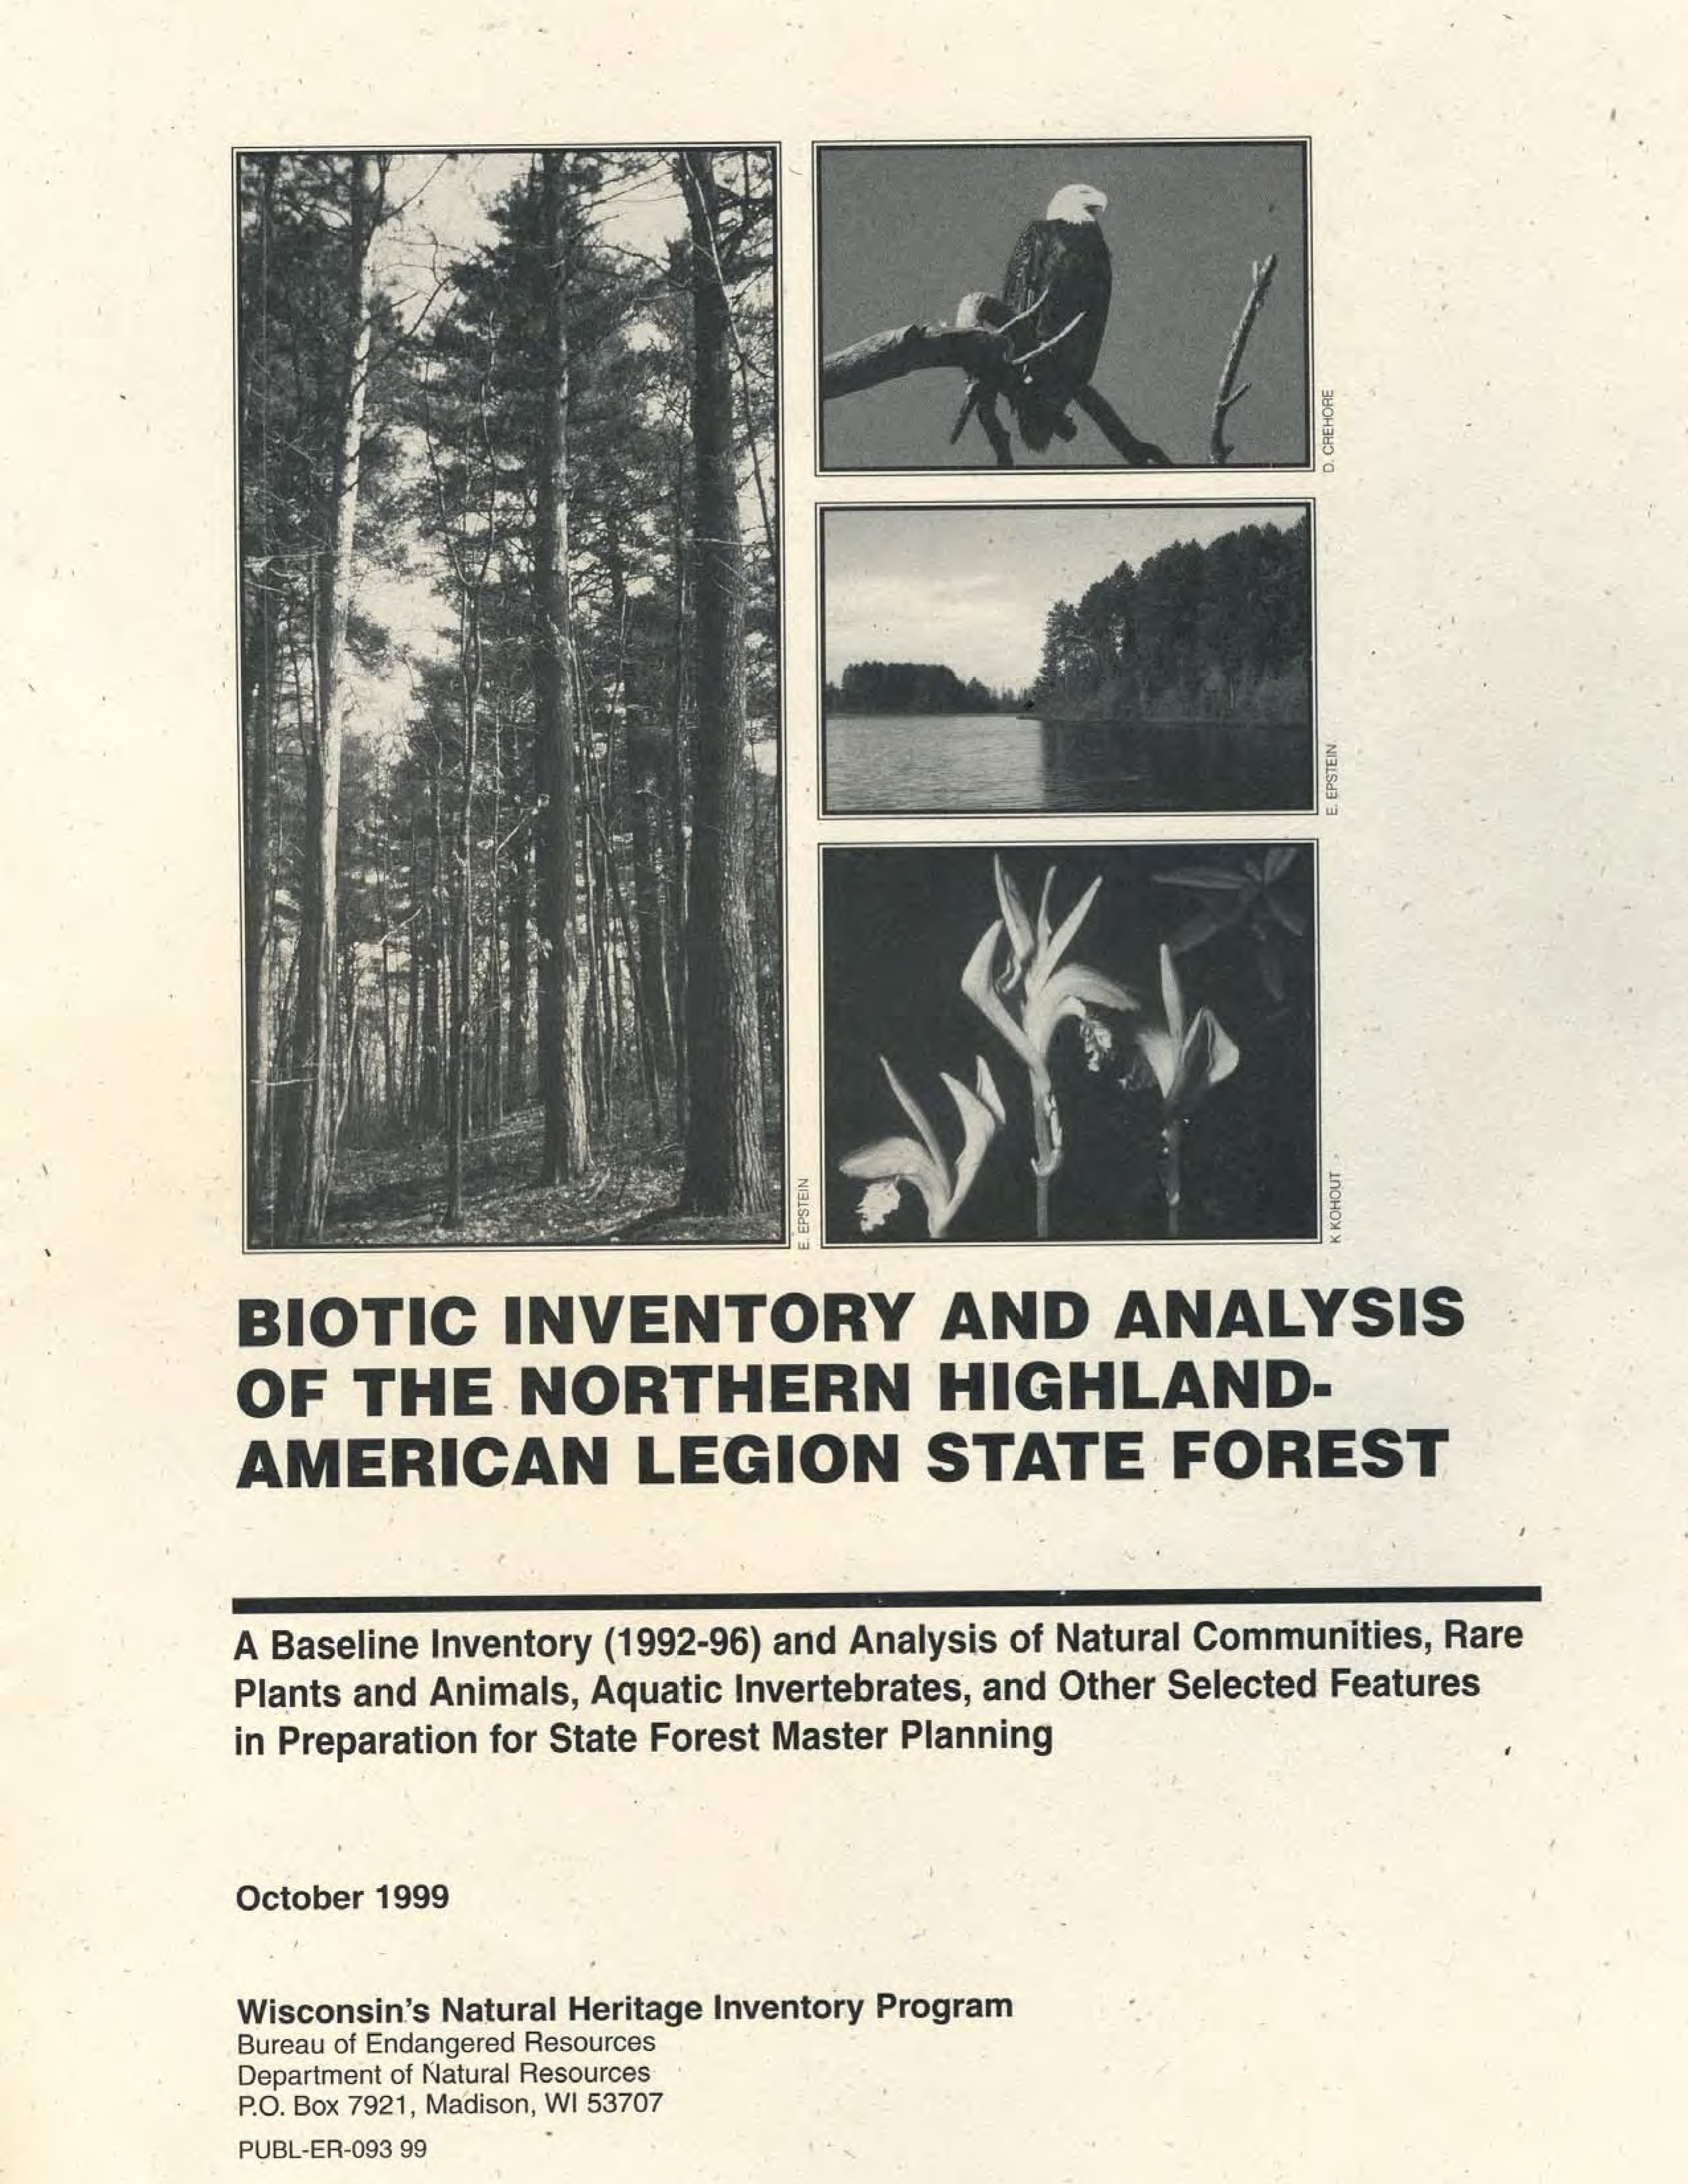 D. CREHORE
E. EPSTEIN
E. EPSTEIN
K KOHOUT
BIOTIC INVENTORY AND ANALYSIS
OF THE NORTHERN HIGHLAND-
AMERICAN LEGION STATE FOREST
A Baseline Inventory (1992-96) and Analysis of Natural Communities, Rare
Plants and Animals, Aquatic Invertebrates, and Other Selected Features
in Preparation for State Forest Master Planning
October 1999
Wisconsin's Natural Heritage Inventory Program
Bureau of Endangered Resources
Department of Natural Resources
P.O. Box 7921, Madison, WI 53707
PUBL-ER-093 99